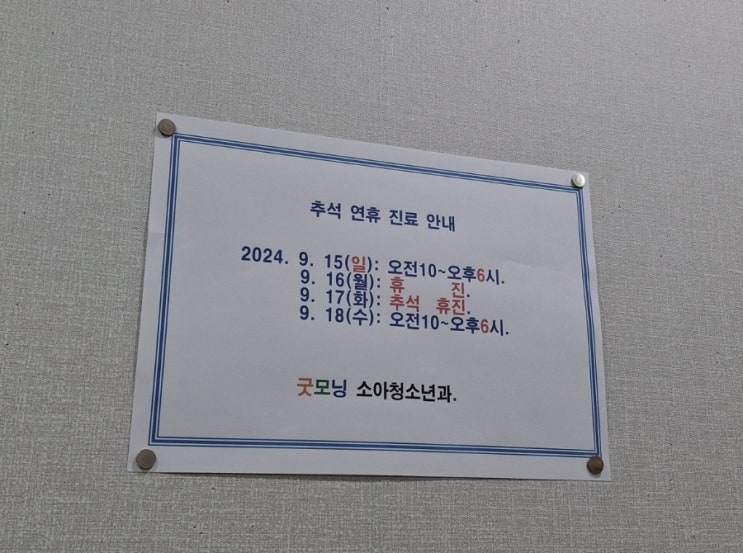 추석 연휴 진료 안내
2024. 9. 15(일): 오전10~오후6시.
9. 16(월): 휴 진.
9. 17(화): 추석 휴진.
9. 18(수): 오전10~오후6시.
굿모닝 소아청소년과.